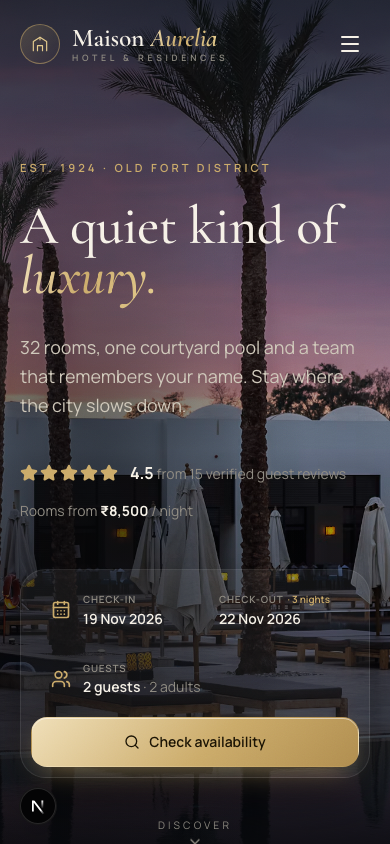 Maison Aurelia
HOTEL & RESIDENCES
EST. 1924 · OLD FORT DISTRICT
A quiet kind of
luxury.
32 rooms, one courtyard pool and a team
that remembers your name. Stay where
the city slows down.
4.5 from 15 verified guest reviews
Rooms from ₹8,500 / night
CHECK-IN
19 Nov 2026
CHECK-OUT · 3 nights
22 Nov 2026
GUESTS
2 guests · 2 adults
Check availability
N
DISCOVER